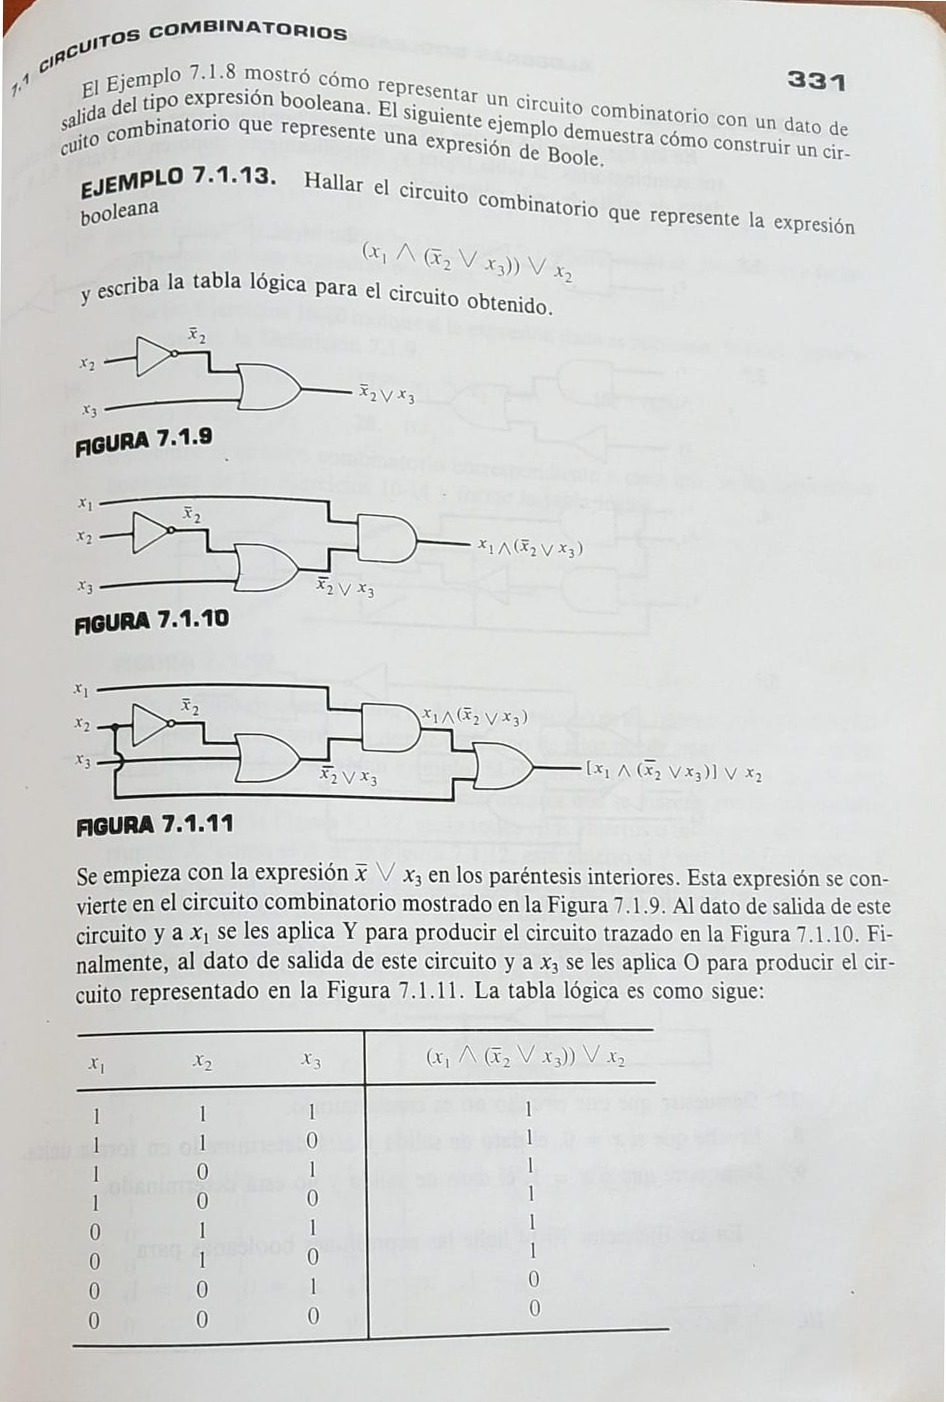 7.1 CIRCUITOS COMBINATORIOS
331
El Ejemplo 7.1.8 mostró cómo representar un circuito combinatorio con un dato de
salida del tipo expresión booleana. El siguiente ejemplo demuestra cómo construir un cir-
cuito combinatorio que represente una expresión de Boole.
EJEMPLO 7.1.13. Hallar el circuito combinatorio que represente la expresión
booleana
(x₁ ∧ (x̄₂ ∨ x₃)) ∨ x₂
y escriba la tabla lógica para el circuito obtenido.
x̄₂
x₂
x̄₂ ∨ x₃
x₃
FIGURA 7.1.9
x₁
x̄₂
x₂
x₁ ∧ (x̄₂ ∨ x₃)
x₃
x̄₂ ∨ x₃
FIGURA 7.1.10
x₁
x̄₂
x₁ ∧ (x̄₂ ∨ x₃)
x₂
x₃
x̄₂ ∨ x₃
[x₁ ∧ (x̄₂ ∨ x₃)] ∨ x₂
FIGURA 7.1.11
Se empieza con la expresión x̄ ∨ x₃ en los paréntesis interiores. Esta expresión se con-
vierte en el circuito combinatorio mostrado en la Figura 7.1.9. Al dato de salida de este
circuito y a x₁ se les aplica Y para producir el circuito trazado en la Figura 7.1.10. Fi-
nalmente, al dato de salida de este circuito y a x₃ se les aplica O para producir el cir-
cuito representado en la Figura 7.1.11. La tabla lógica es como sigue:
x₁ x₂ x₃ (x₁ ∧ (x̄₂ ∨ x₃)) ∨ x₂
1 1 1 1
1 1 0 1
1 0 1 1
1 0 0 1
0 1 1 1
0 1 0 1
0 0 1 0
0 0 0 0